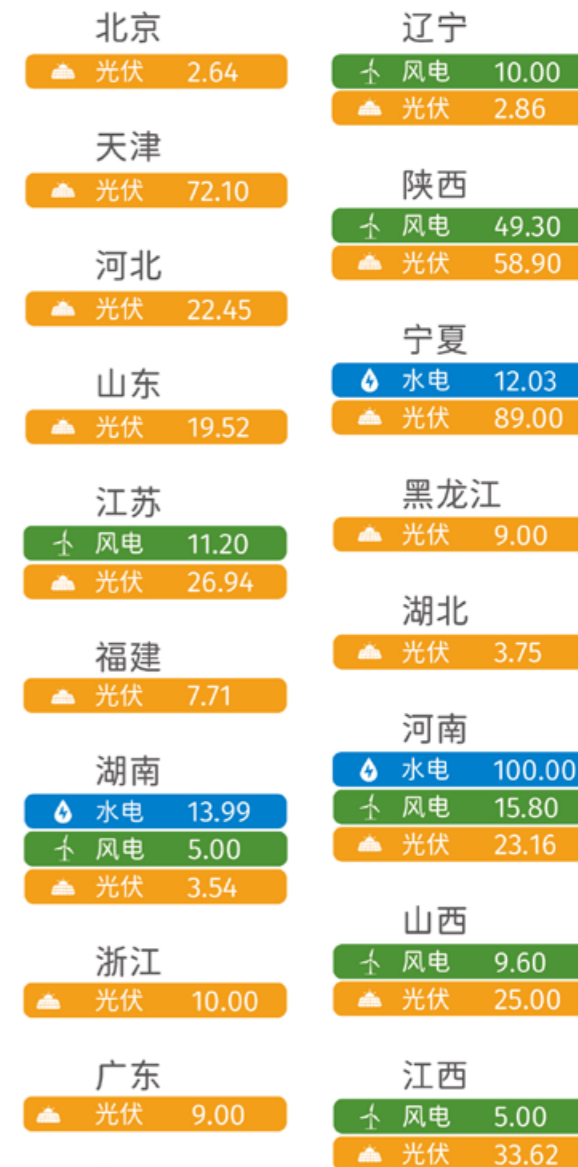 北京
光伏 2.64
天津
光伏 72.10
河北
光伏 22.45
山东
光伏 19.52
江苏
风电 11.20
光伏 26.94
福建
光伏 7.71
湖南
水电 13.99
风电 5.00
光伏 3.54
浙江
光伏 10.00
广东
光伏 9.00
辽宁
风电 10.00
光伏 2.86
陕西
风电 49.30
光伏 58.90
宁夏
水电 12.03
光伏 89.00
黑龙江
光伏 9.00
湖北
光伏 3.75
河南
水电 100.00
风电 15.80
光伏 23.16
山西
风电 9.60
光伏 25.00
江西
风电 5.00
光伏 33.62